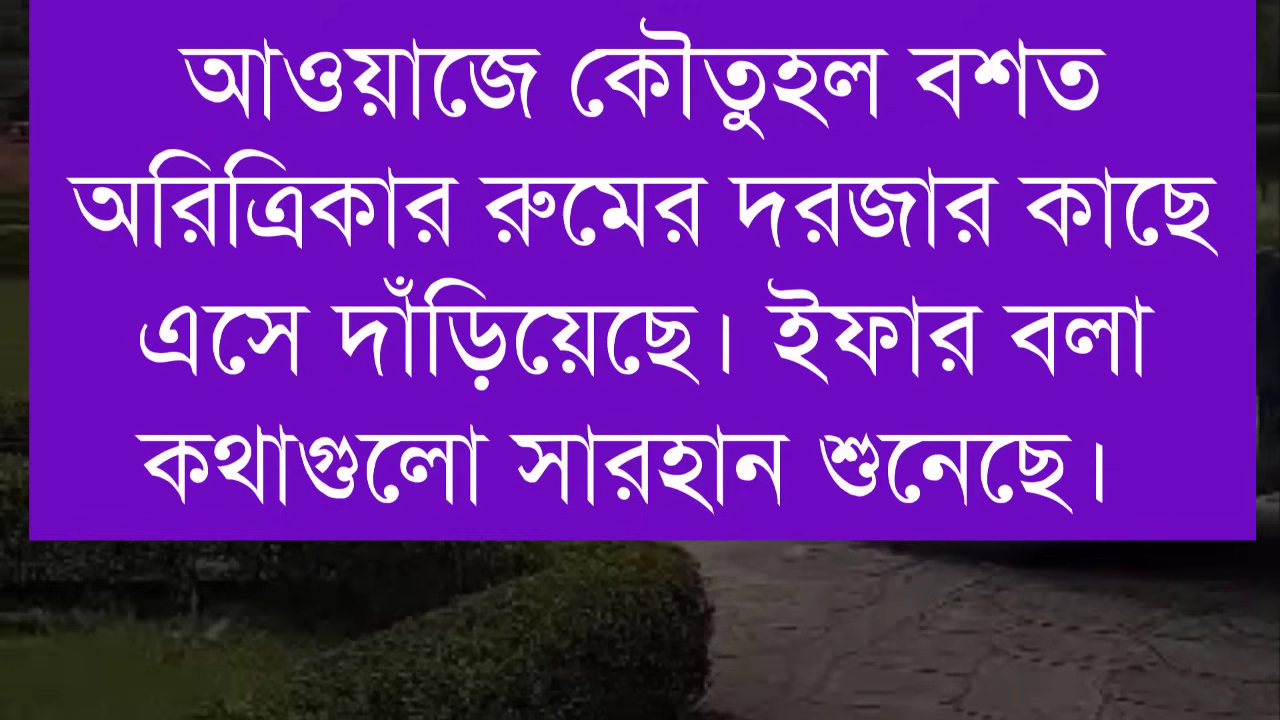 আওয়াজে কৌতুহল বশত
অরিত্রিকার রুমের দরজার কাছে
এসে দাঁড়িয়েছে। ইফার বলা
কথাগুলো সারহান শুনেছে।